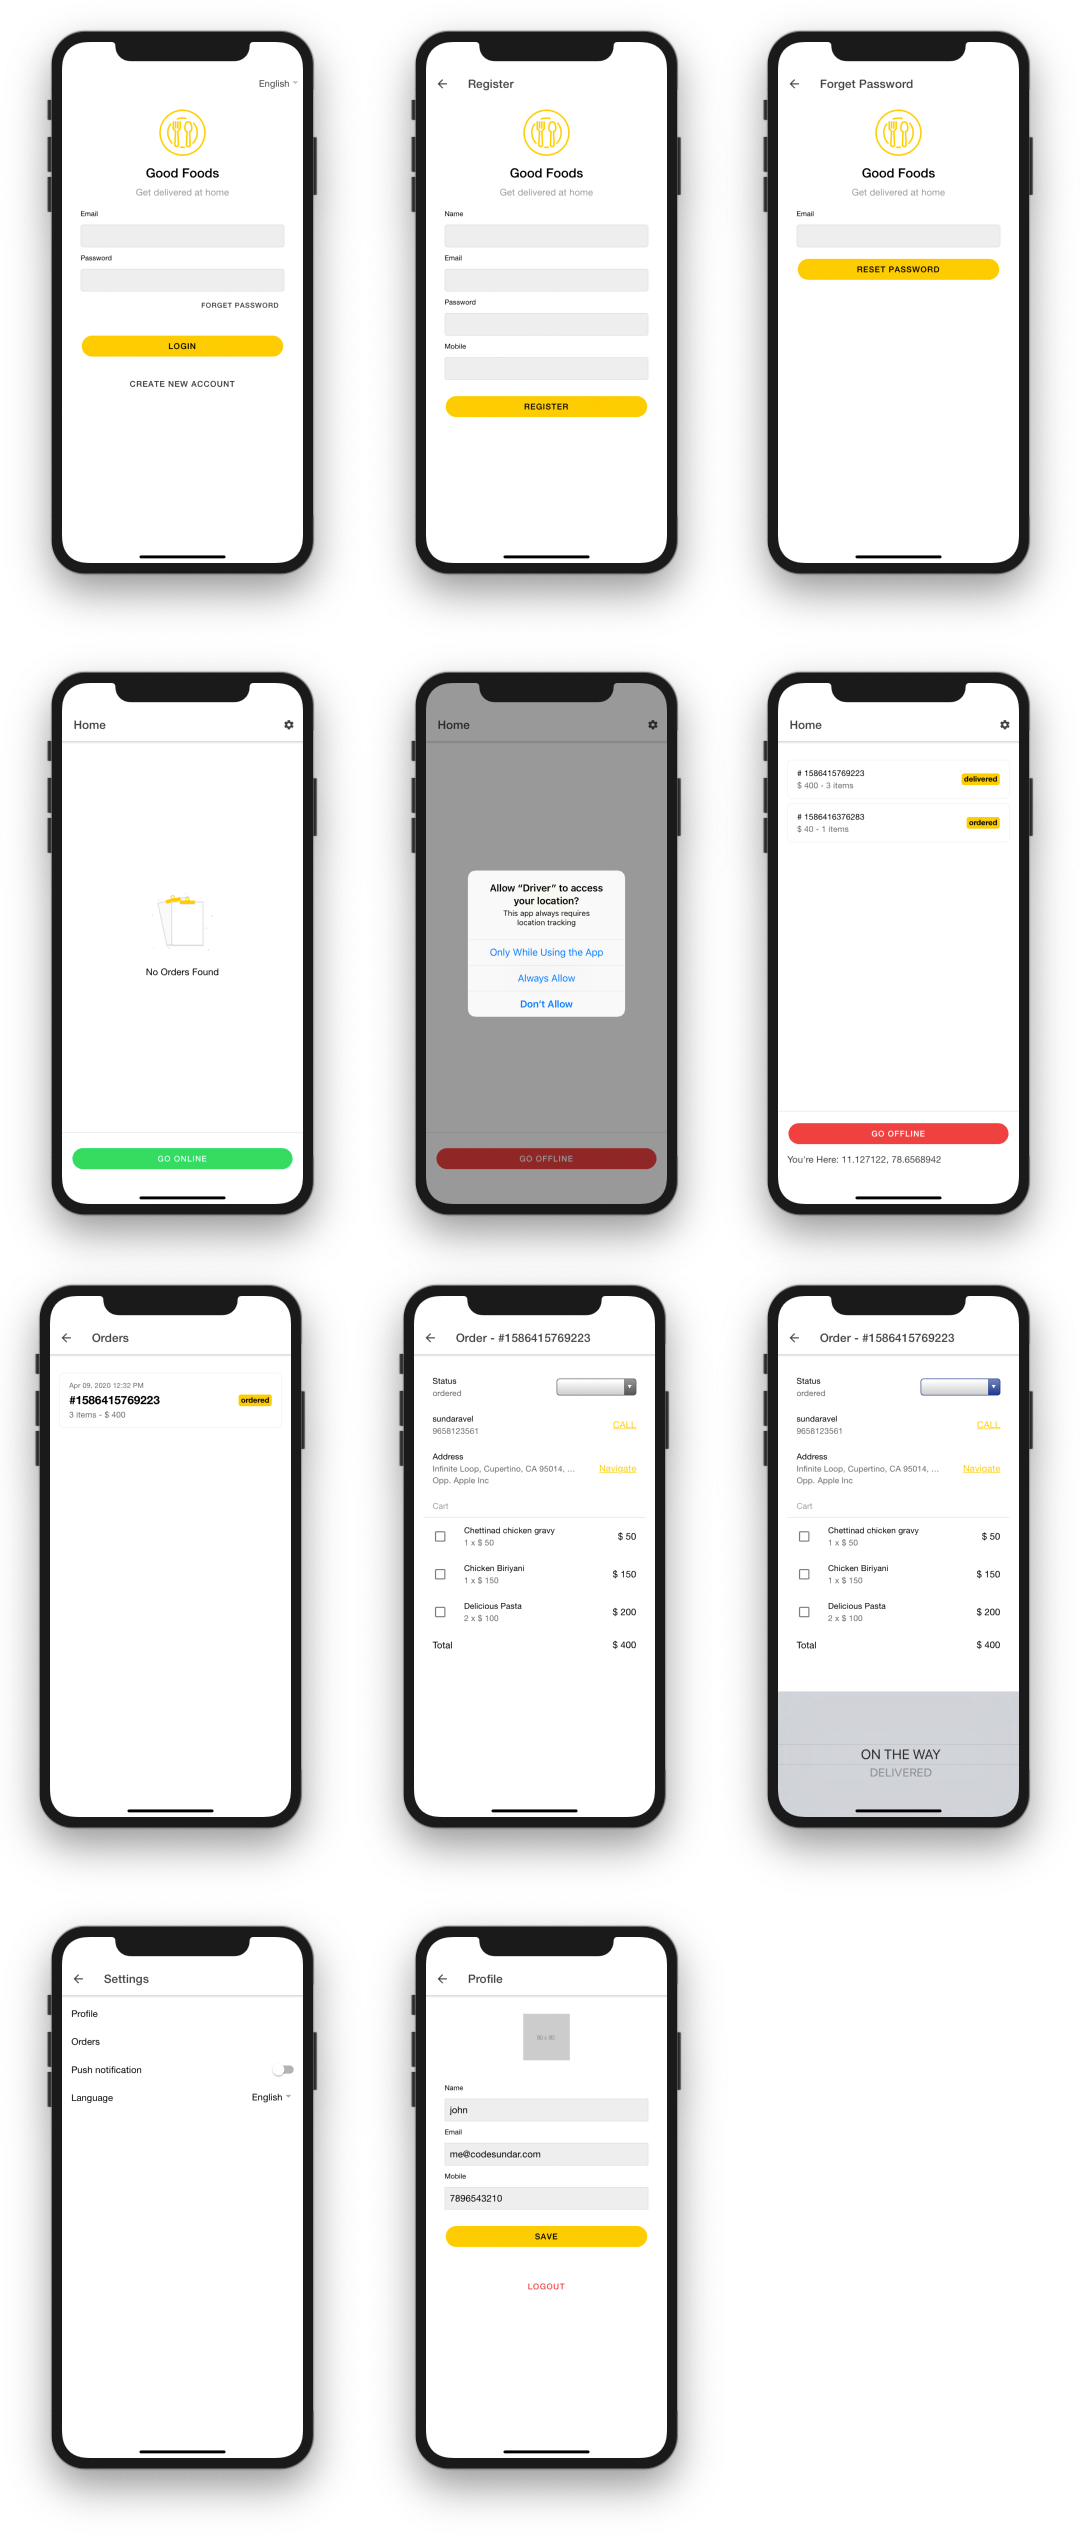 English
Good Foods
Get delivered at home
Email
Password
FORGET PASSWORD
LOGIN
CREATE NEW ACCOUNT
Register
Good Foods
Get delivered at home
Name
Email
Password
Mobile
REGISTER
Forget Password
Good Foods
Get delivered at home
Email
RESET PASSWORD
Home
No Orders Found
GO ONLINE
Home
Allow “Driver” to access
your location?
This app always requires
location tracking
Only While Using the App
Always Allow
Don’t Allow
GO OFFLINE
Home
# 1586415769223
$ 400 - 3 items
delivered
# 1586416376283
$ 40 - 1 items
ordered
GO OFFLINE
You're Here: 11.127122, 78.6568942
Orders
Apr 09, 2020 12:32 PM
#1586415769223
3 items - $ 400
ordered
Order - #1586415769223
Status
ordered
sundaravel
9658123561
CALL
Address
Infinite Loop, Cupertino, CA 95014, ...
Opp. Apple Inc
Navigate
Cart
Chettinad chicken gravy
1 x $ 50
$ 50
Chicken Biriyani
1 x $ 150
$ 150
Delicious Pasta
2 x $ 100
$ 200
Total
$ 400
Order - #1586415769223
Status
ordered
sundaravel
9658123561
CALL
Address
Infinite Loop, Cupertino, CA 95014, ...
Opp. Apple Inc
Navigate
Cart
Chettinad chicken gravy
1 x $ 50
$ 50
Chicken Biriyani
1 x $ 150
$ 150
Delicious Pasta
2 x $ 100
$ 200
Total
$ 400
ON THE WAY
DELIVERED
Settings
Profile
Orders
Push notification
Language
English
Profile
80 x 80
Name
john
Email
me@codesundar.com
Mobile
7896543210
SAVE
LOGOUT